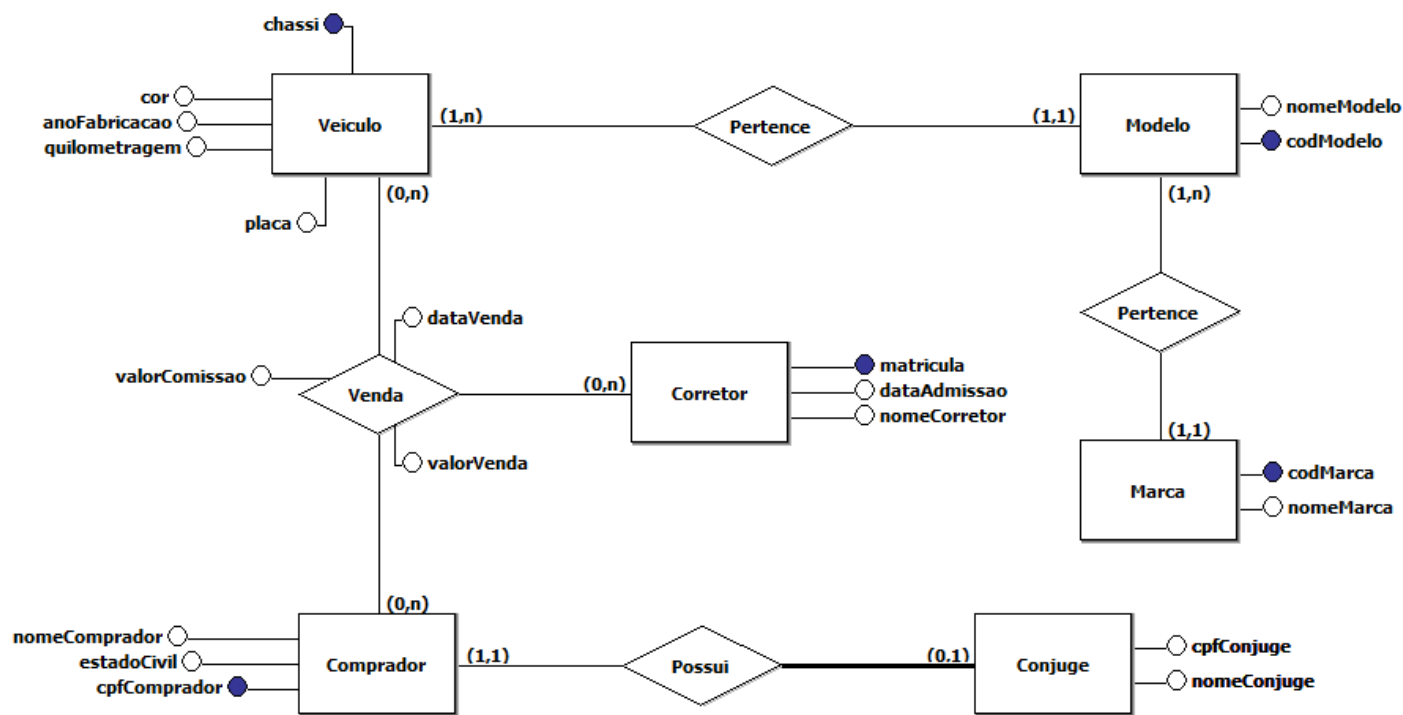 chassi
cor
anoFabricacao
quilometragem
placa
Veiculo
(1,n)
Pertence
(1,1)
Modelo
nomeModelo
codModelo
(0,n)
(1,n)
Pertence
dataVenda
valorComissao
Venda
valorVenda
(0,n)
Corretor
matricula
dataAdmissao
nomeCorretor
(1,1)
Marca
codMarca
nomeMarca
(0,n)
nomeComprador
estadoCivil
cpfComprador
Comprador
(1,1)
Possui
(0,1)
Conjuge
cpfConjuge
nomeConjuge